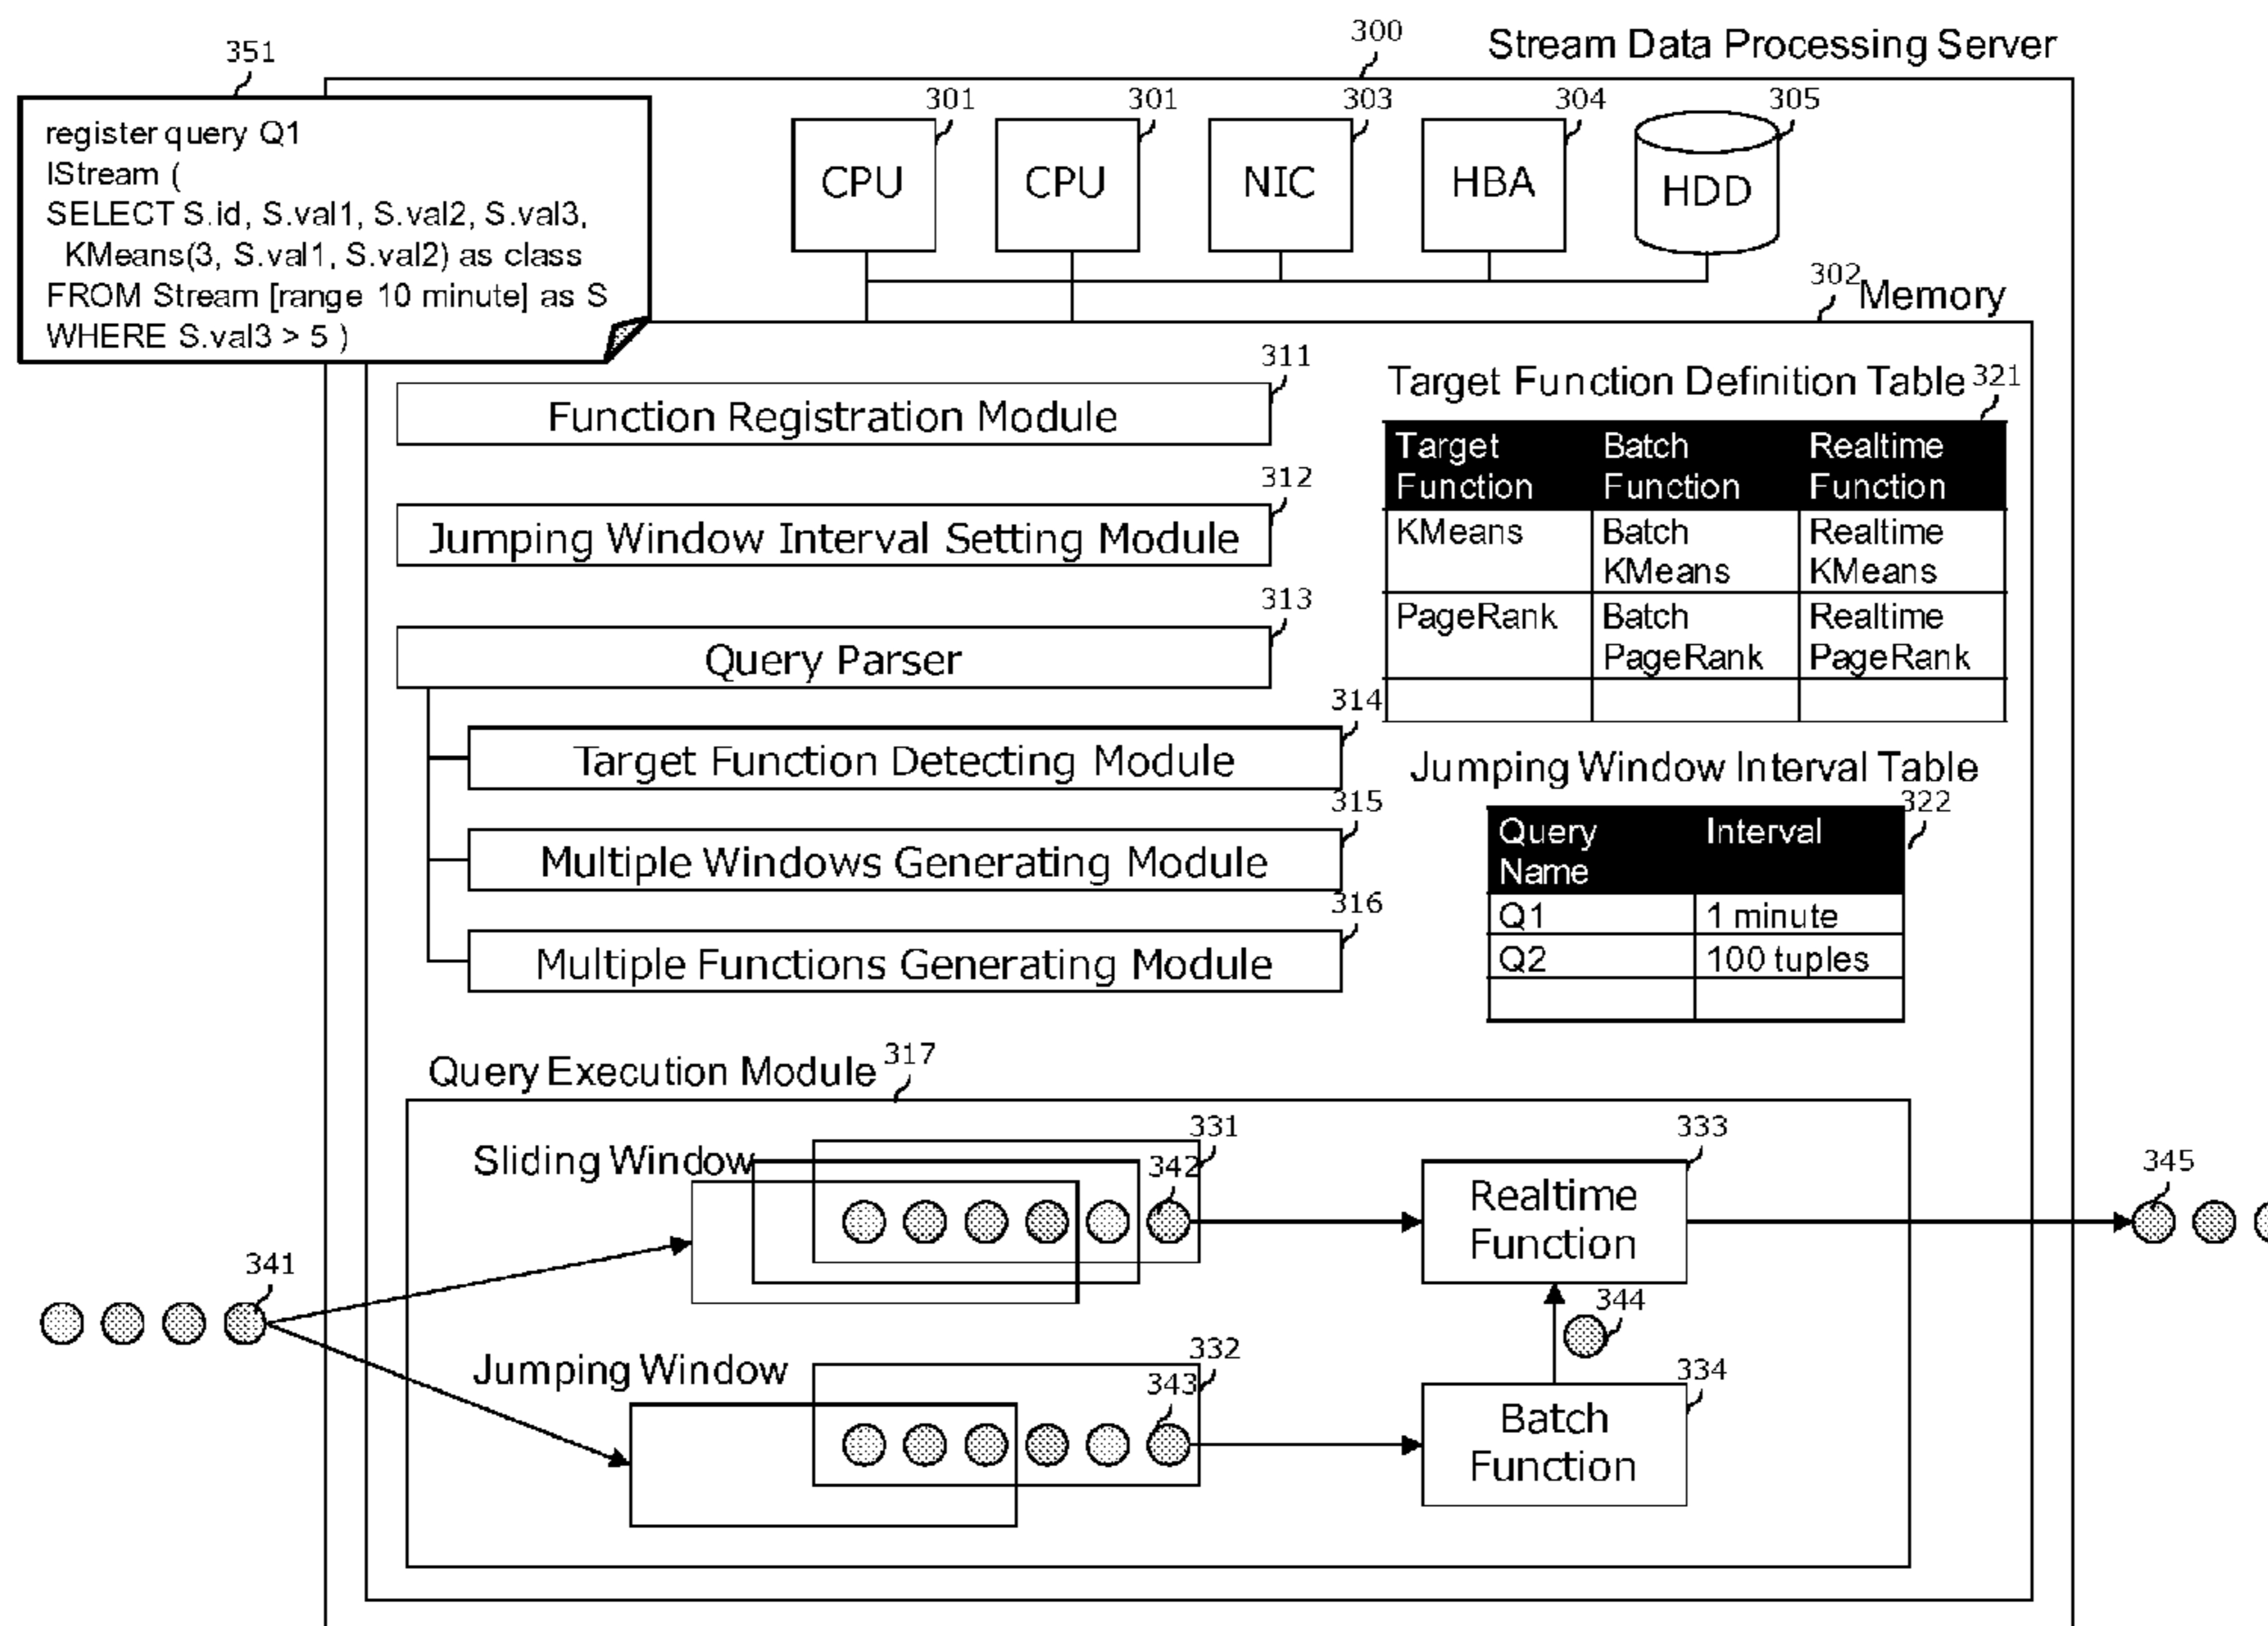 300
Stream Data Processing Server
351
register query Q1
IStream (
SELECT S.id, S.val1, S.val2, S.val3,
KMeans(3, S.val1, S.val2) as class
FROM Stream [range 10 minute] as S
WHERE S.val3 > 5 )
301
301
303
304
305
CPU
CPU
NIC
HBA
HDD
302
Memory
311
Function Registration Module
312
Jumping Window Interval Setting Module
313
Query Parser
314
Target Function Detecting Module
315
Multiple Windows Generating Module
316
Multiple Functions Generating Module
Target Function Definition Table
321
Target Function
Batch Function
Realtime Function
KMeans
Batch KMeans
Realtime KMeans
PageRank
Batch PageRank
Realtime PageRank
Jumping Window Interval Table
322
Query Name
Interval
Q1
1 minute
Q2
100 tuples
Query Execution Module
317
Sliding Window
331
342
333
Realtime
Function
345
341
344
Jumping Window
332
343
334
Batch
Function